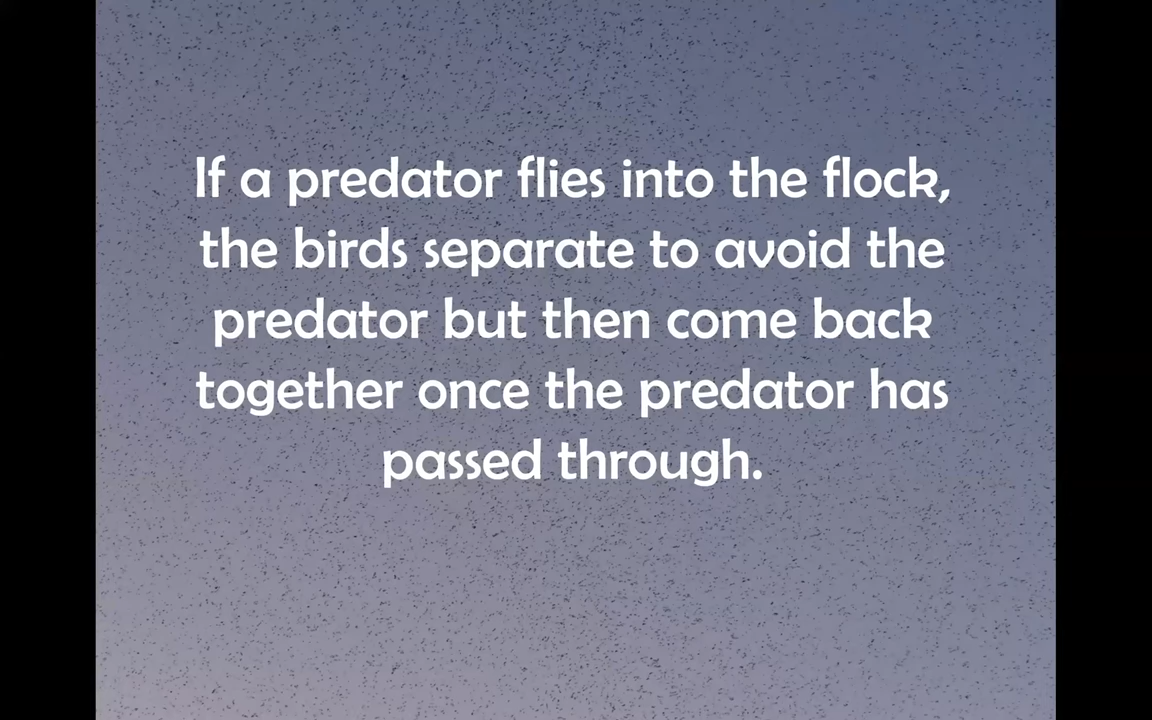 If a predator flies into the flock,
the birds separate to avoid the
predator but then come back
together once the predator has
passed through.